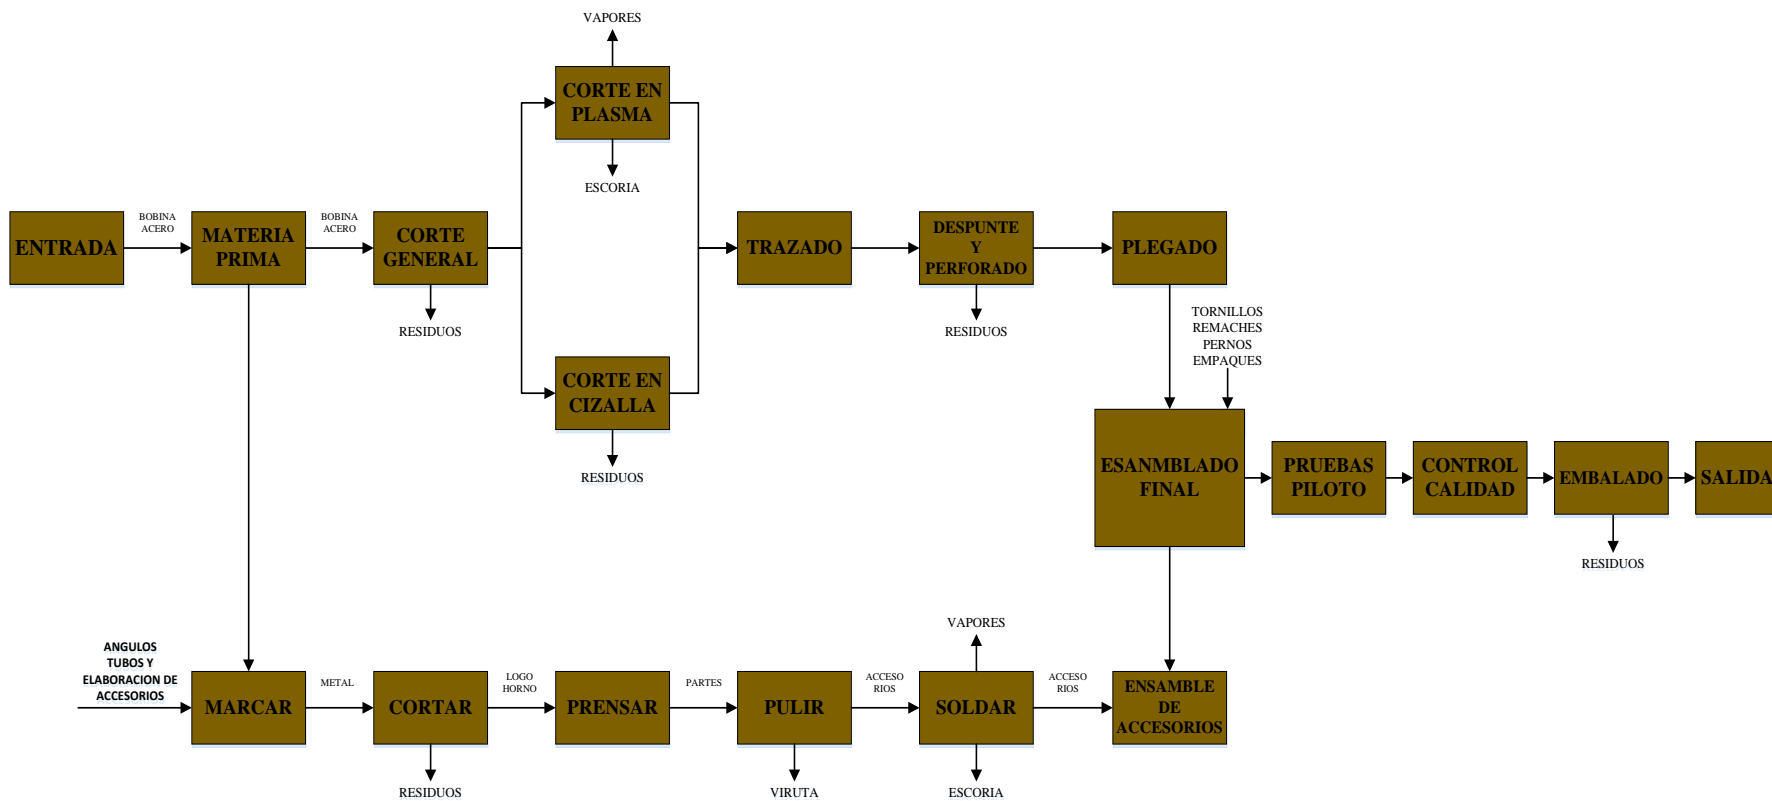 VAPORES
CORTE EN
PLASMA
ESCORIA
ENTRADA
BOBINA
ACERO
MATERIA
PRIMA
BOBINA
ACERO
CORTE
GENERAL
RESIDUOS
TRAZADO
DESPUNTE
Y
PERFORADO
RESIDUOS
PLEGADO
TORNILLOS
REMACHES
PERNOS
EMPAQUES
CORTE EN
CIZALLA
RESIDUOS
ESANMBLADO
FINAL
PRUEBAS
PILOTO
CONTROL
CALIDAD
EMBALADO
RESIDUOS
SALIDA
ANGULOS
TUBOS Y
ELABORACION DE
ACCESORIOS
MARCAR
METAL
CORTAR
RESIDUOS
LOGO
HORNO
PRENSAR
PARTES
PULIR
VIRUTA
ACCESO
RIOS
VAPORES
SOLDAR
ESCORIA
ACCESO
RIOS
ENSAMBLE
DE
ACCESORIOS